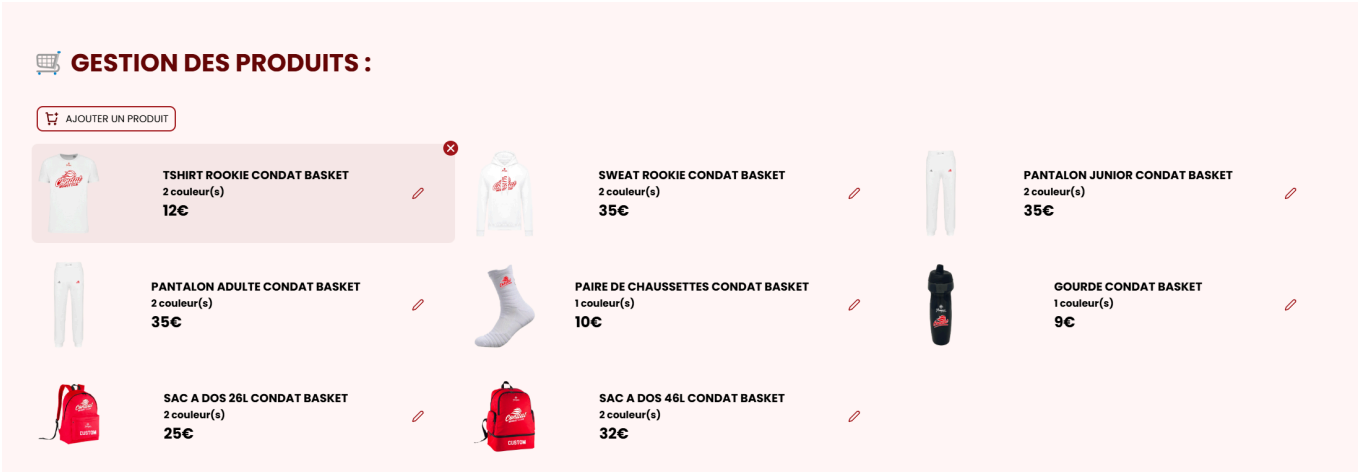 GESTION DES PRODUITS :
AJOUTER UN PRODUIT
TSHIRT ROOKIE CONDAT BASKET
2 couleur(s)
12€
SWEAT ROOKIE CONDAT BASKET
2 couleur(s)
35€
PANTALON JUNIOR CONDAT BASKET
2 couleur(s)
35€
PANTALON ADULTE CONDAT BASKET
2 couleur(s)
35€
PAIRE DE CHAUSSETTES CONDAT BASKET
1 couleur(s)
10€
GOURDE CONDAT BASKET
1 couleur(s)
9€
CUSTOM
SAC A DOS 26L CONDAT BASKET
2 couleur(s)
25€
CUSTOM
SAC A DOS 46L CONDAT BASKET
2 couleur(s)
32€